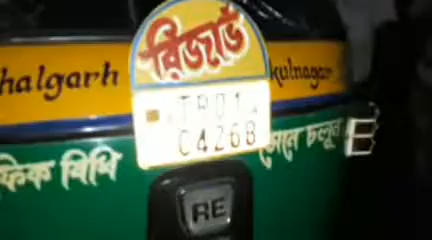 রিজার্ভ
halgarh kulnagar
TR01
C4268
ফিক বিধি মেনে চলুন
RE